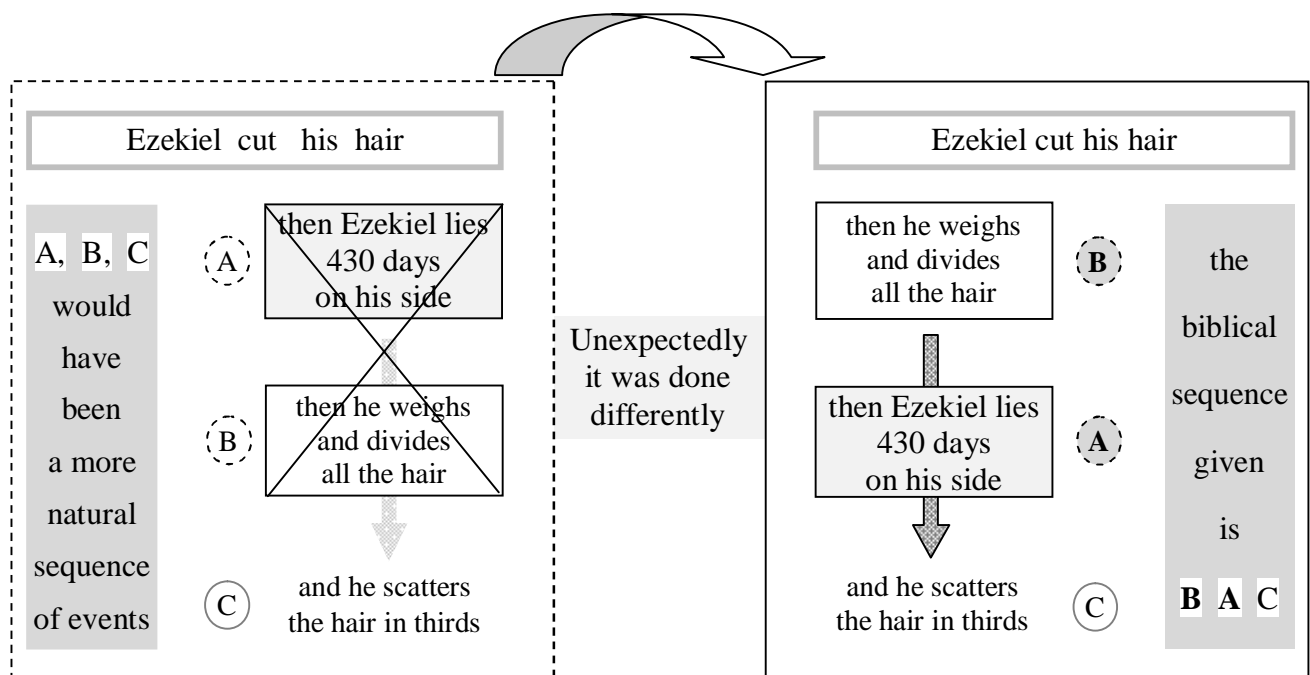 Ezekiel cut his hair
A, B, C
would
have
been
a more
natural
sequence
of events
A
then Ezekiel lies
430 days
on his side
B
then he weighs
and divides
all the hair
C
and he scatters
the hair in thirds
Unexpectedly
it was done
differently
Ezekiel cut his hair
then he weighs
and divides
all the hair
B
then Ezekiel lies
430 days
on his side
A
and he scatters
the hair in thirds
C
the
biblical
sequence
given
is
B A C